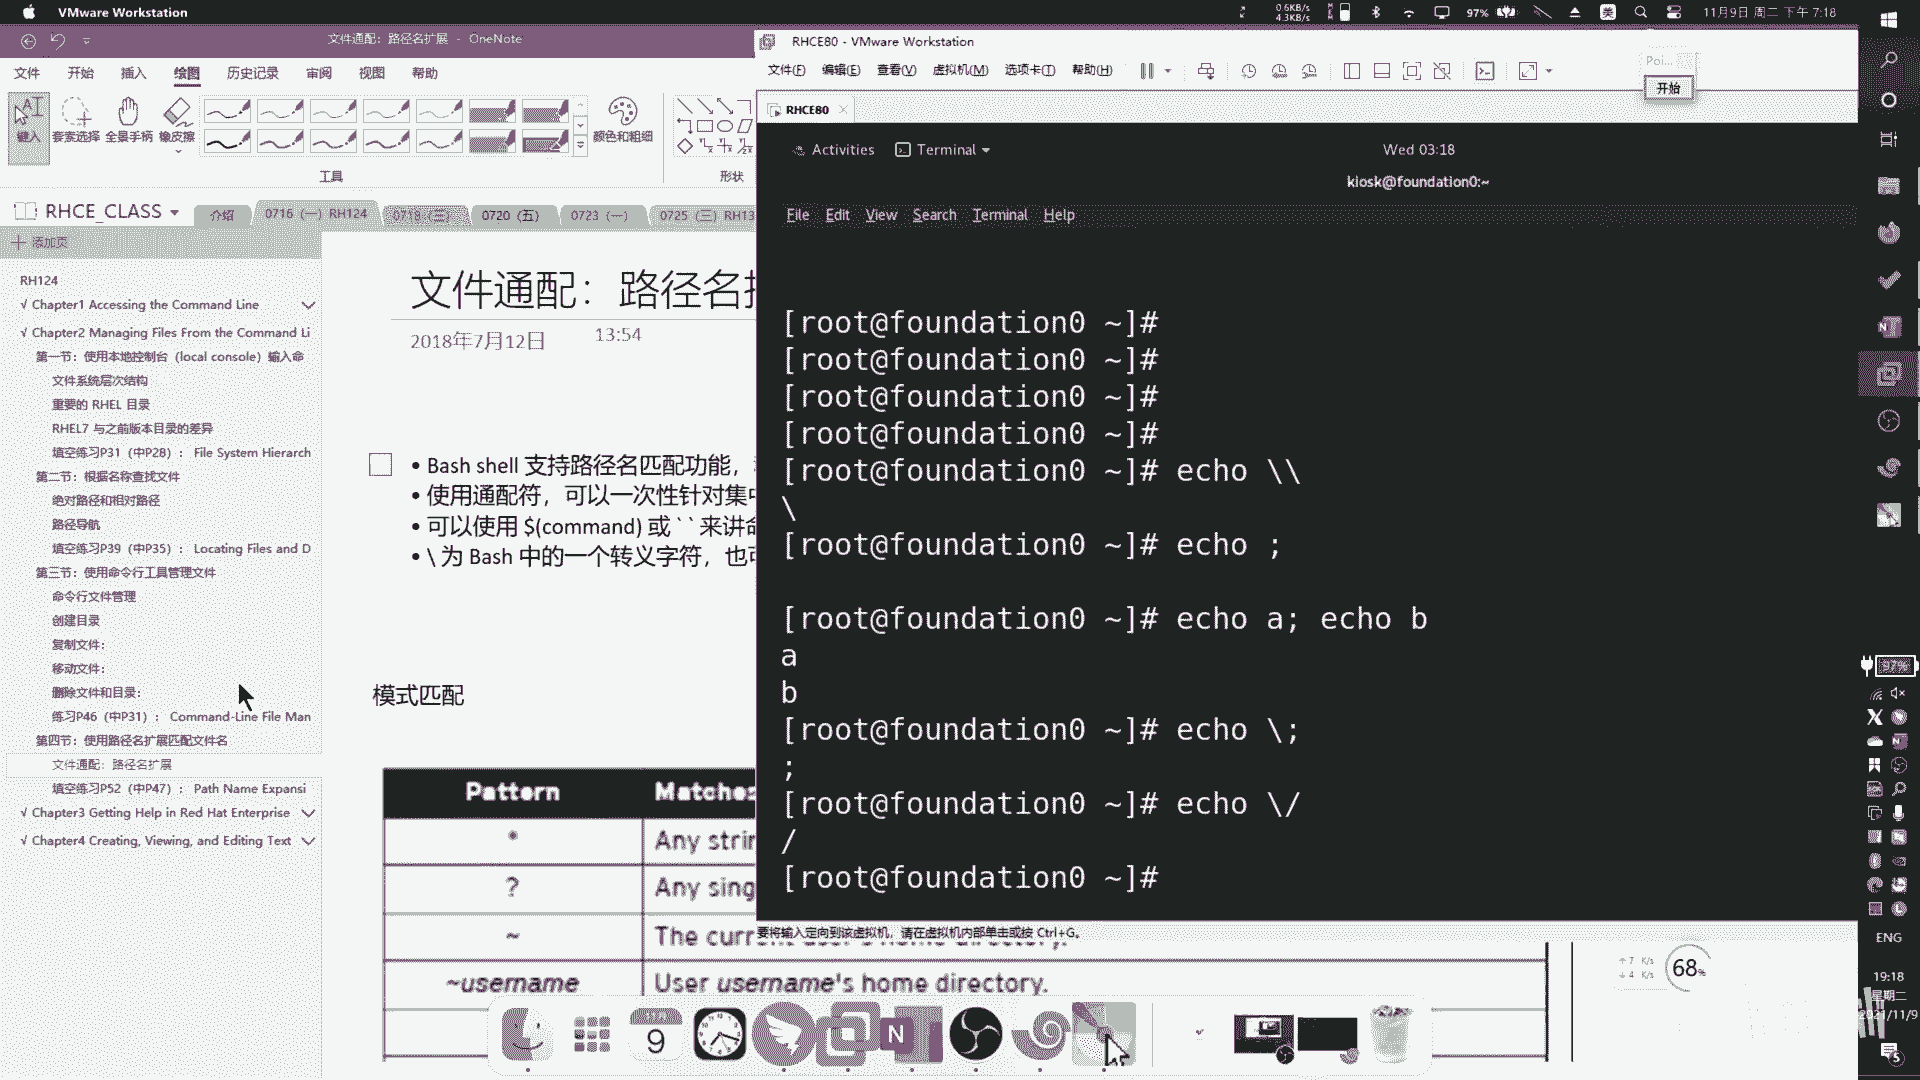 VMware Workstation
0.6KB/s
4.3KB/s
97%
美
11月9日 周二 下午 7:18
文件通配：路径名扩展 - OneNote
文件 开始 插入 绘图 历史记录 审阅 视图 帮助
键入 套索选择 全景手柄 橡皮擦
颜色和粗细
工具
形状
RHCE_CLASS
介绍
0716（一）RH124
0718（三）
0720（五）
0723（一）
0725（三）RH13
添加页
RH124
√ Chapter1 Accessing the Command Line
√ Chapter2 Managing Files From the Command Li
第一节：使用本地控制台（local console）输入命
文件系统层次结构
重要的 RHEL 目录
RHEL7 与之前版本目录的差异
填空练习P31（中P28）： File System Hierarch
第二节：根据名称查找文件
绝对路径和相对路径
路径导航
填空练习P39（中P35）： Locating Files and D
第三节：使用命令行工具管理文件
命令行文件管理
创建目录
复制文件：
移动文件：
删除文件和目录：
练习P46（中P31）： Command-Line File Man
第四节：使用路径名扩展匹配文件名
文件通配：路径名扩展
填空练习P52（中P47）： Path Name Expansi
√ Chapter3 Getting Help in Red Hat Enterprise
√ Chapter4 Creating, Viewing, and Editing Text
文件通配：路径名扩
2018年7月12日 13:54
• Bash shell 支持路径名匹配功能，
• 使用通配符，可以一次性针对集中
• 可以使用 $(command) 或 `` 来讲命
• \ 为 Bash 中的一个转义字符，也可
模式匹配
Pattern Matches
* Any strin
? Any sing
~ The current user's home directory.
~username User username's home directory.
RHCE80 - VMware Workstation
文件(F) 编辑(E) 查看(V) 虚拟机(M) 选项卡(T) 帮助(H)
Poi...
开始
RHCE80
Activities Terminal Wed 03:18
kiosk@foundation0:~
File Edit View Search Terminal Help
[root@foundation0 ~]#
[root@foundation0 ~]#
[root@foundation0 ~]#
[root@foundation0 ~]#
[root@foundation0 ~]# echo \\
\
[root@foundation0 ~]# echo ;
[root@foundation0 ~]# echo a; echo b
a
b
[root@foundation0 ~]# echo \;
;
[root@foundation0 ~]# echo \/
/
[root@foundation0 ~]#
要将输入定向到该虚拟机，请在虚拟机内部单击或按 Ctrl+G。
↑ 7 K/s
↓ 4 K/s
68%
9
N
97%
ENG
19:18
星期二
2021/11/9
5